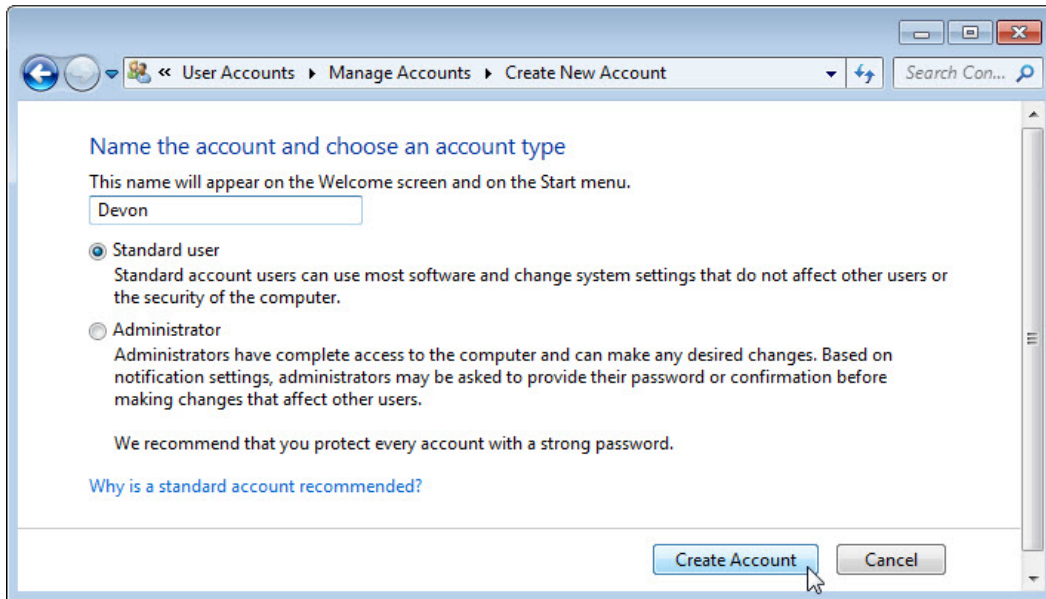 « User Accounts ▸ Manage Accounts ▸ Create New Account
Search Con...
Name the account and choose an account type
This name will appear on the Welcome screen and on the Start menu.
Devon
Standard user
Standard account users can use most software and change system settings that do not affect other users or
the security of the computer.
Administrator
Administrators have complete access to the computer and can make any desired changes. Based on
notification settings, administrators may be asked to provide their password or confirmation before
making changes that affect other users.
We recommend that you protect every account with a strong password.
Why is a standard account recommended?
Create Account
Cancel